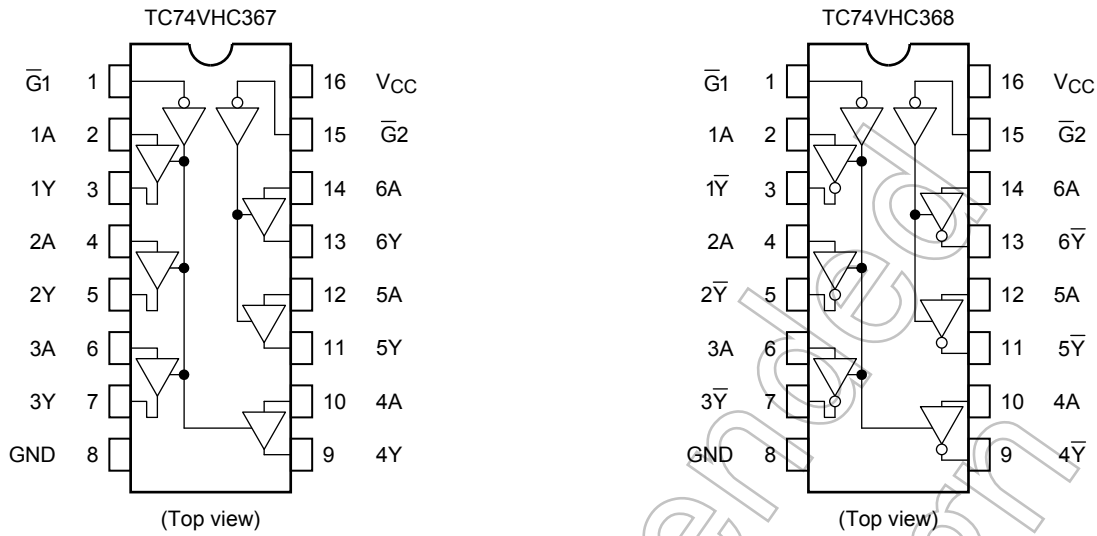 TC74VHC367
G̅1 1 16 VCC
1A 2 15 G̅2
1Y 3 14 6A
2A 4 13 6Y
2Y 5 12 5A
3A 6 11 5Y
3Y 7 10 4A
GND 8 9 4Y
(Top view)
TC74VHC368
G̅1 1 16 VCC
1A 2 15 G̅2
1Y̅ 3 14 6A
2A 4 13 6Y̅
2Y̅ 5 12 5A
3A 6 11 5Y̅
3Y̅ 7 10 4A
GND 8 9 4Y̅
(Top view)